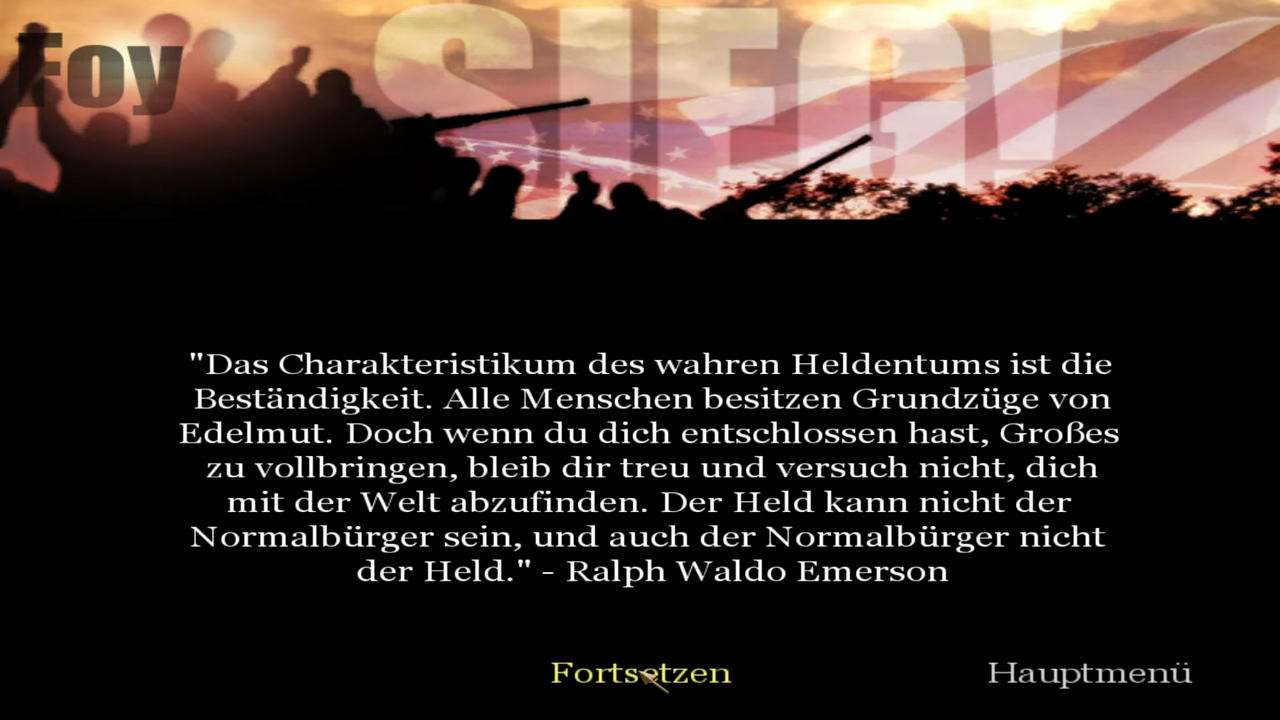 Foy
SIEG!
"Das Charakteristikum des wahren Heldentums ist die
Beständigkeit. Alle Menschen besitzen Grundzüge von
Edelmut. Doch wenn du dich entschlossen hast, Großes
zu vollbringen, bleib dir treu und versuch nicht, dich
mit der Welt abzufinden. Der Held kann nicht der
Normalbürger sein, und auch der Normalbürger nicht
der Held." - Ralph Waldo Emerson
Fortsetzen
Hauptmenü